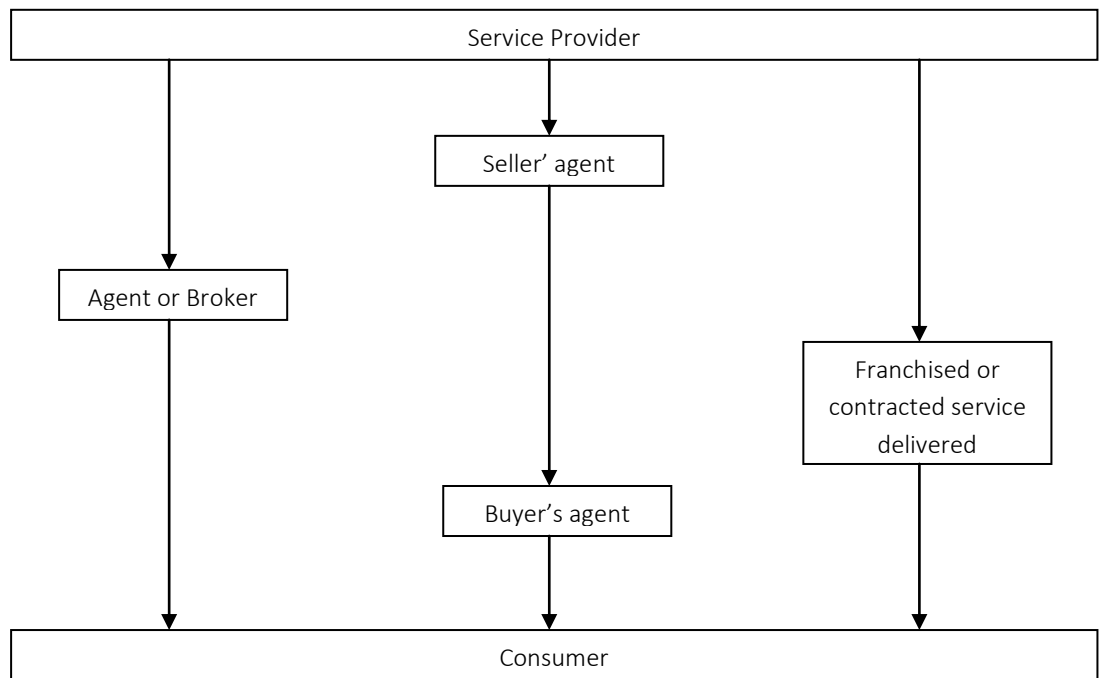 Service Provider
Seller’ agent
Agent or Broker
Franchised or
contracted service
delivered
Buyer’s agent
Consumer